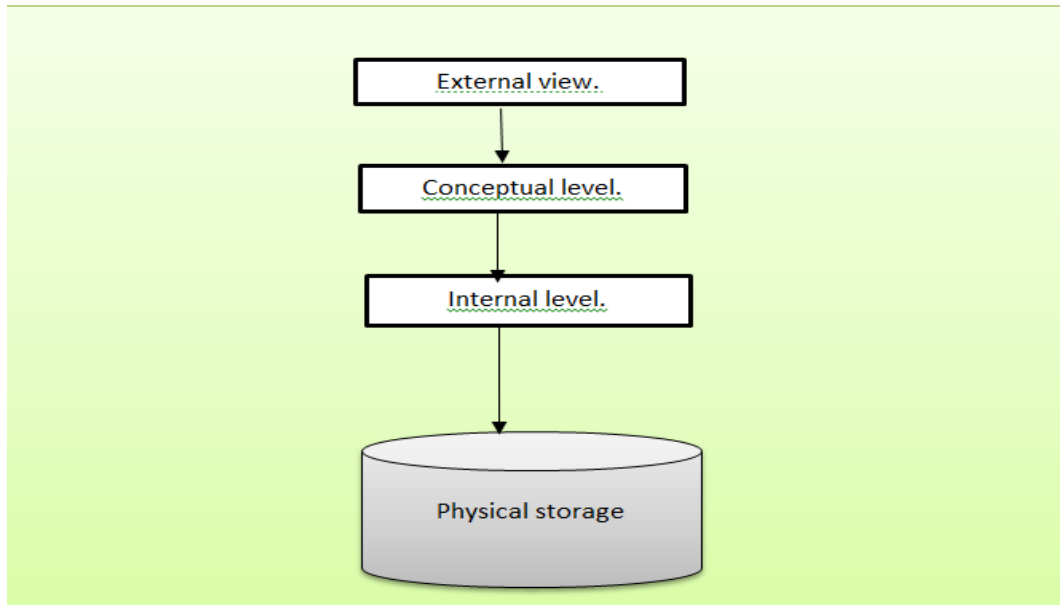 External view.
Conceptual level.
Internal level.
Physical storage